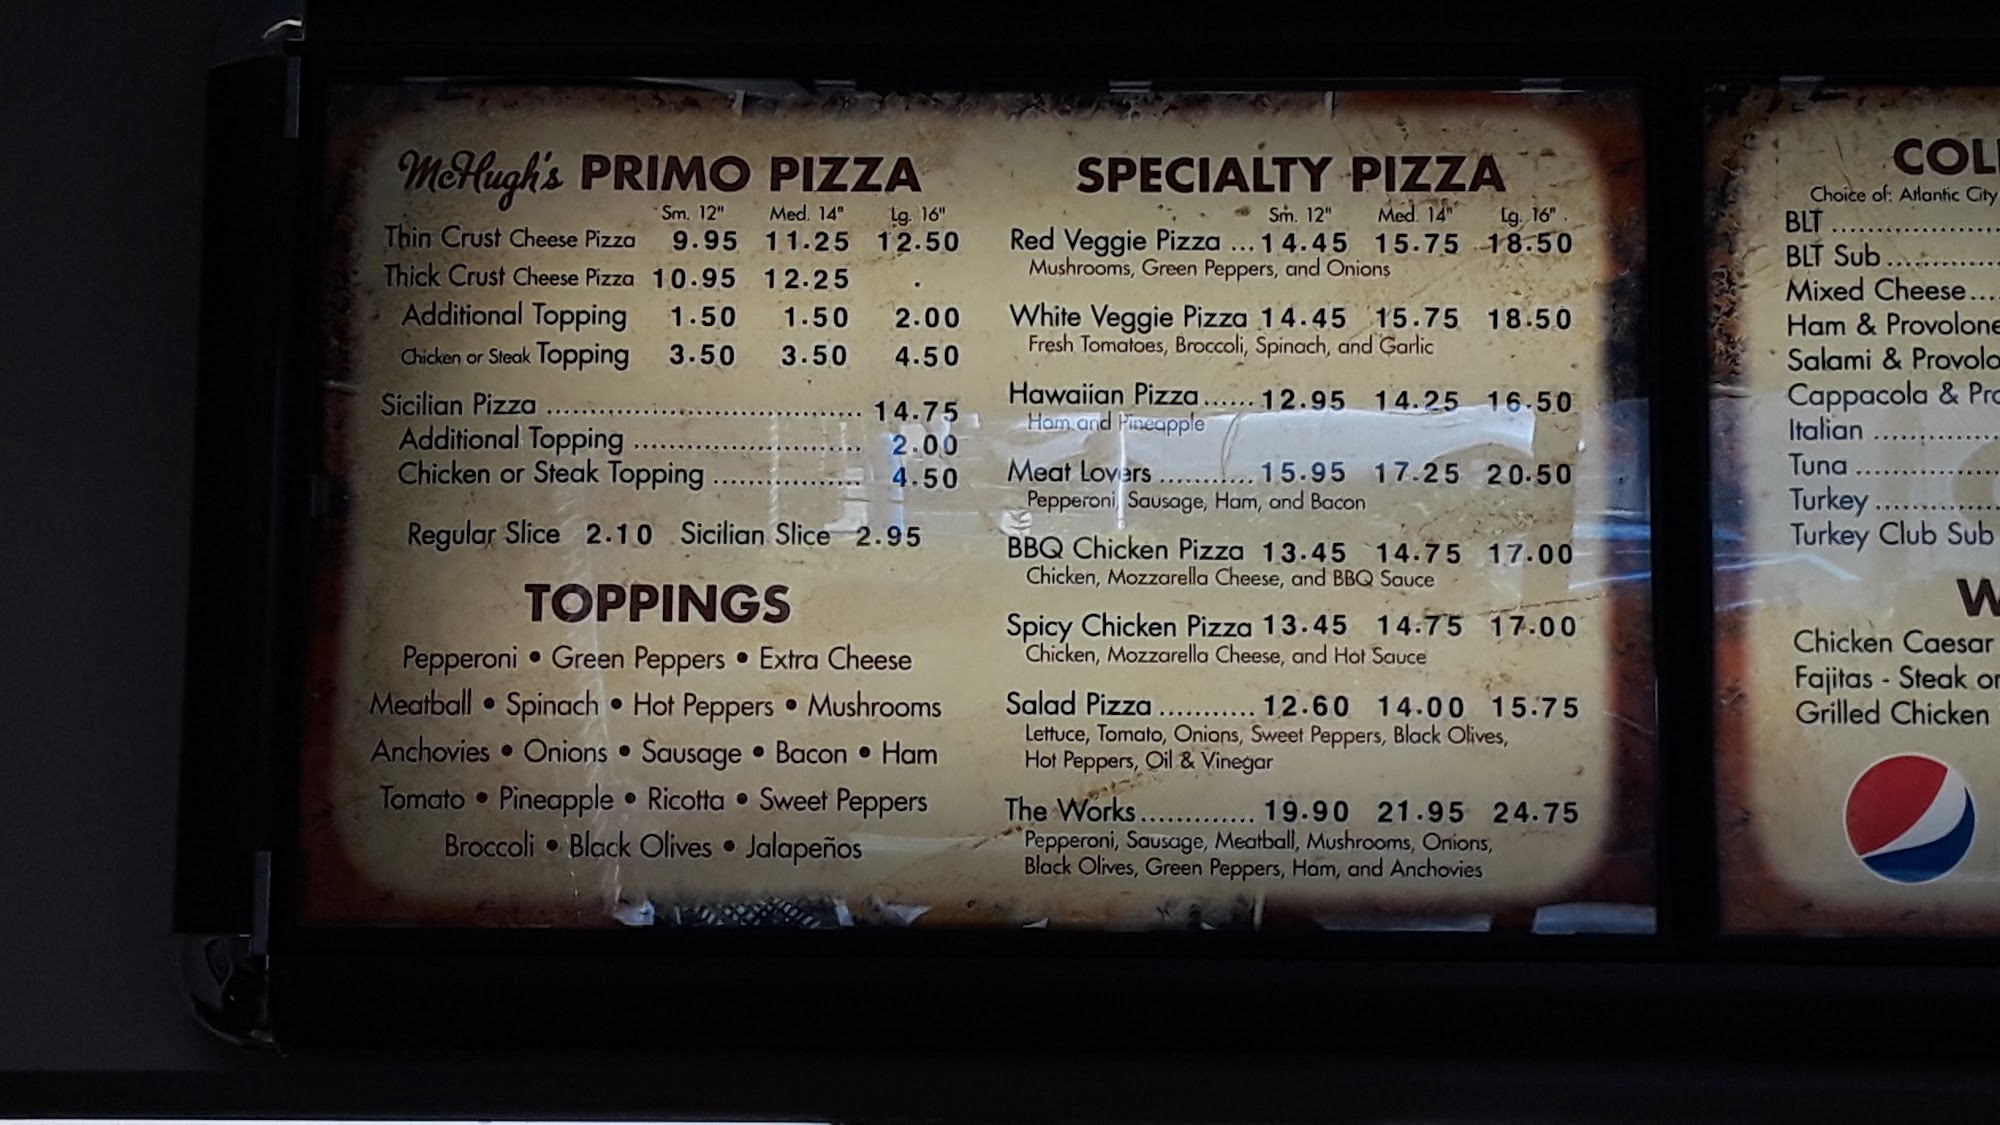 McHugh's PRIMO PIZZA
Sm. 12" Med. 14" Lg. 16"
Thin Crust Cheese Pizza 9.95 11.25 12.50
Thick Crust Cheese Pizza 10.95 12.25 .
Additional Topping 1.50 1.50 2.00
Chicken or Steak Topping 3.50 3.50 4.50
Sicilian Pizza ........................................ 14.75
Additional Topping ............................. 2.00
Chicken or Steak Topping .................. 4.50
Regular Slice 2.10 Sicilian Slice 2.95
TOPPINGS
Pepperoni • Green Peppers • Extra Cheese
Meatball • Spinach • Hot Peppers • Mushrooms
Anchovies • Onions • Sausage • Bacon • Ham
Tomato • Pineapple • Ricotta • Sweet Peppers
Broccoli • Black Olives • Jalapeños
SPECIALTY PIZZA
Sm. 12" Med. 14" Lg. 16"
Red Veggie Pizza ...14.45 15.75 18.50
Mushrooms, Green Peppers, and Onions
White Veggie Pizza 14.45 15.75 18.50
Fresh Tomatoes, Broccoli, Spinach, and Garlic
Hawaiian Pizza......12.95 14.25 16.50
Ham and Pineapple
Meat Lovers ...........15.95 17.25 20.50
Pepperoni, Sausage, Ham, and Bacon
BBQ Chicken Pizza 13.45 14.75 17.00
Chicken, Mozzarella Cheese, and BBQ Sauce
Spicy Chicken Pizza 13.45 14.75 17.00
Chicken, Mozzarella Cheese, and Hot Sauce
Salad Pizza ........... 12.60 14.00 15.75
Lettuce, Tomato, Onions, Sweet Peppers, Black Olives,
Hot Peppers, Oil & Vinegar
The Works............. 19.90 21.95 24.75
Pepperoni, Sausage, Meatball, Mushrooms, Onions,
Black Olives, Green Peppers, Ham, and Anchovies
COL
Choice of: Atlantic City
BLT ....................
BLT Sub ..............
Mixed Cheese....
Ham & Provolone
Salami & Provolo
Cappacola & Pro
Italian ................
Tuna ..................
Turkey ................
Turkey Club Sub
W
Chicken Caesar
Fajitas - Steak or
Grilled Chicken